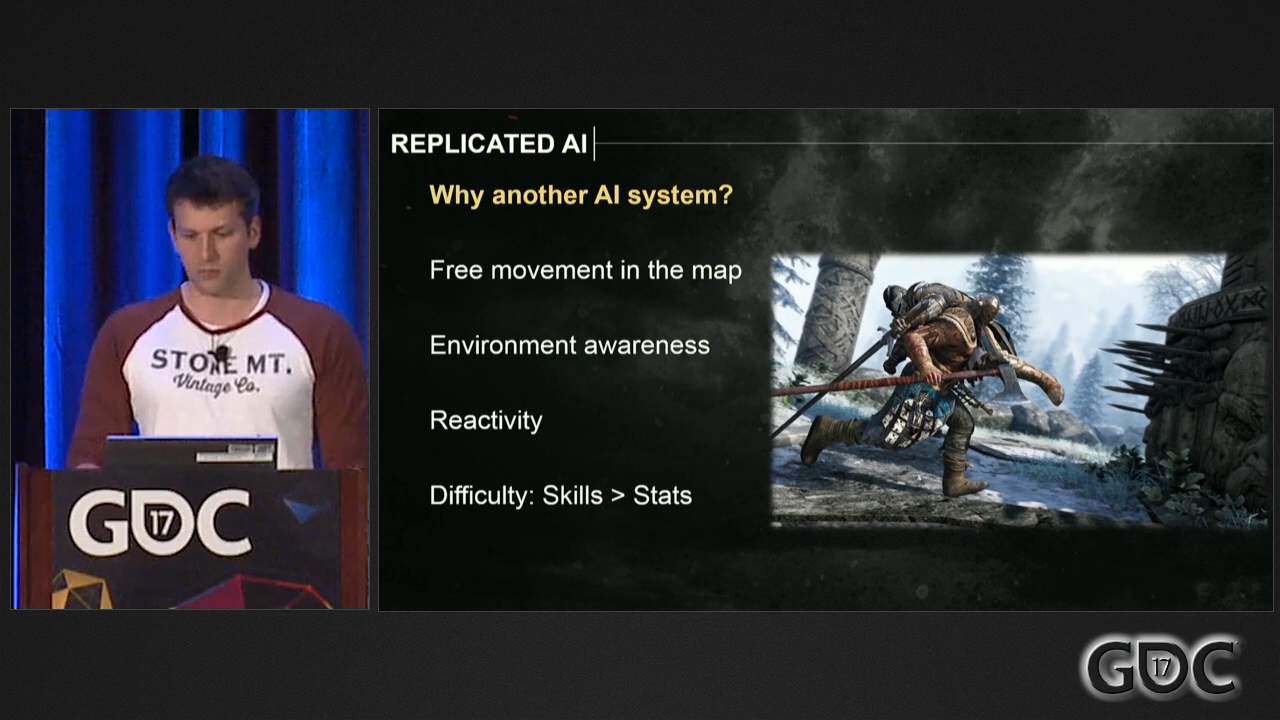 STONE MT.
Vintage Co.
GDC
17
REPLICATED AI
Why another AI system?
Free movement in the map
Environment awareness
Reactivity
Difficulty: Skills > Stats
GDC
17